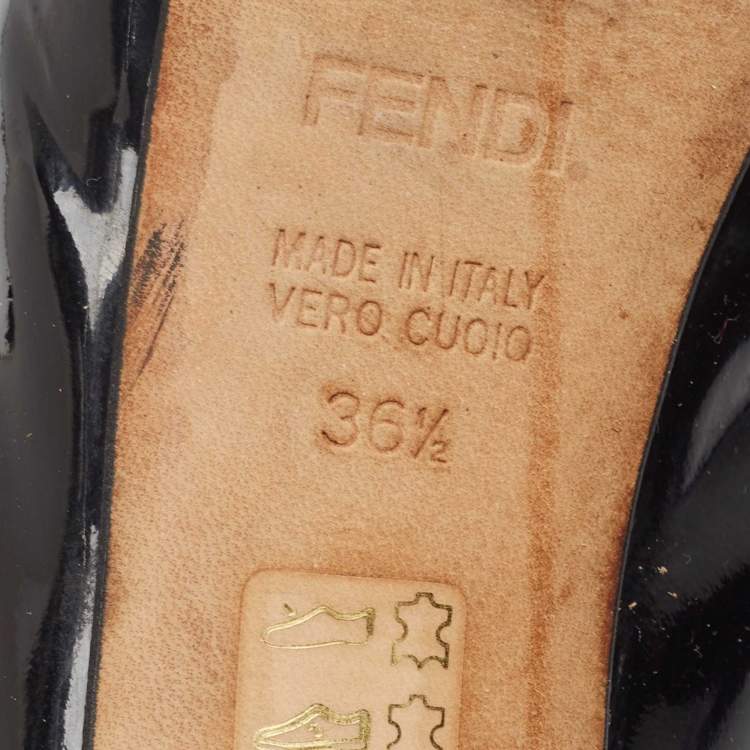 FENDI
MADE IN ITALY
VERO CUOIO
36½